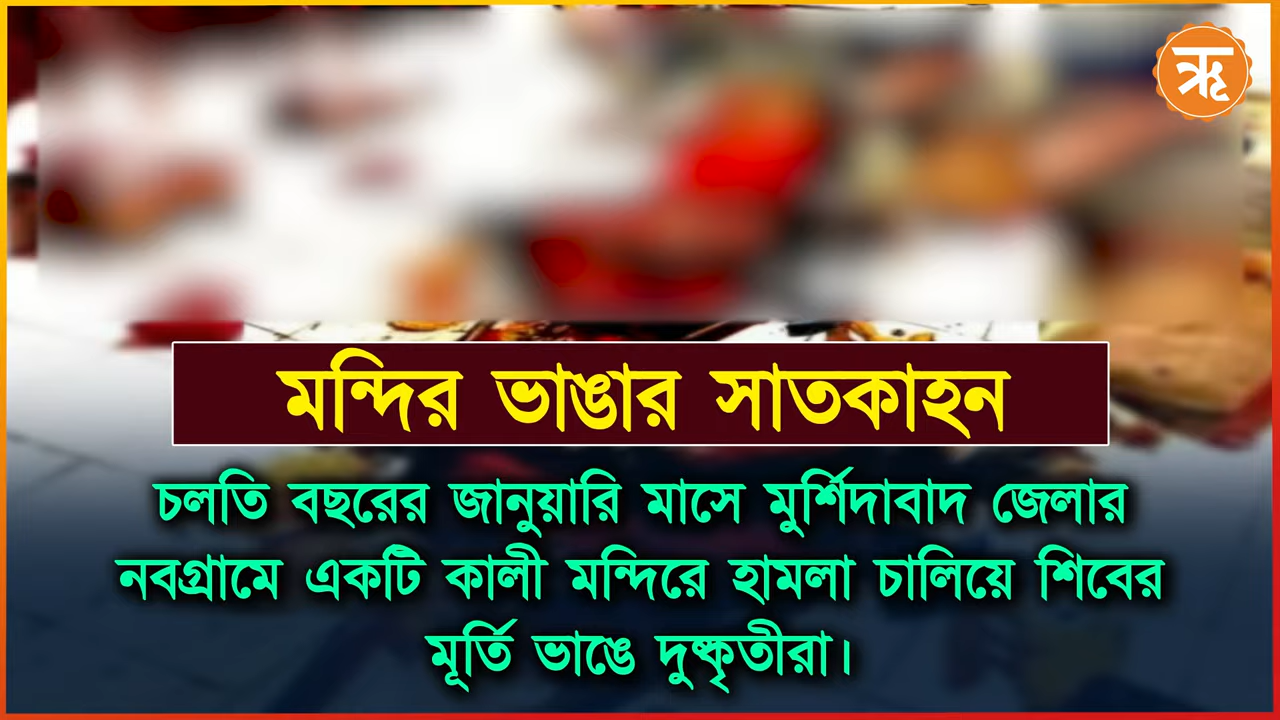 ঋ
মন্দির ভাঙার সাতকাহন
চলতি বছরের জানুয়ারি মাসে মুর্শিদাবাদ জেলার
নবগ্রামে একটি কালী মন্দিরে হামলা চালিয়ে শিবের
মূর্তি ভাঙে দুষ্কৃতীরা।